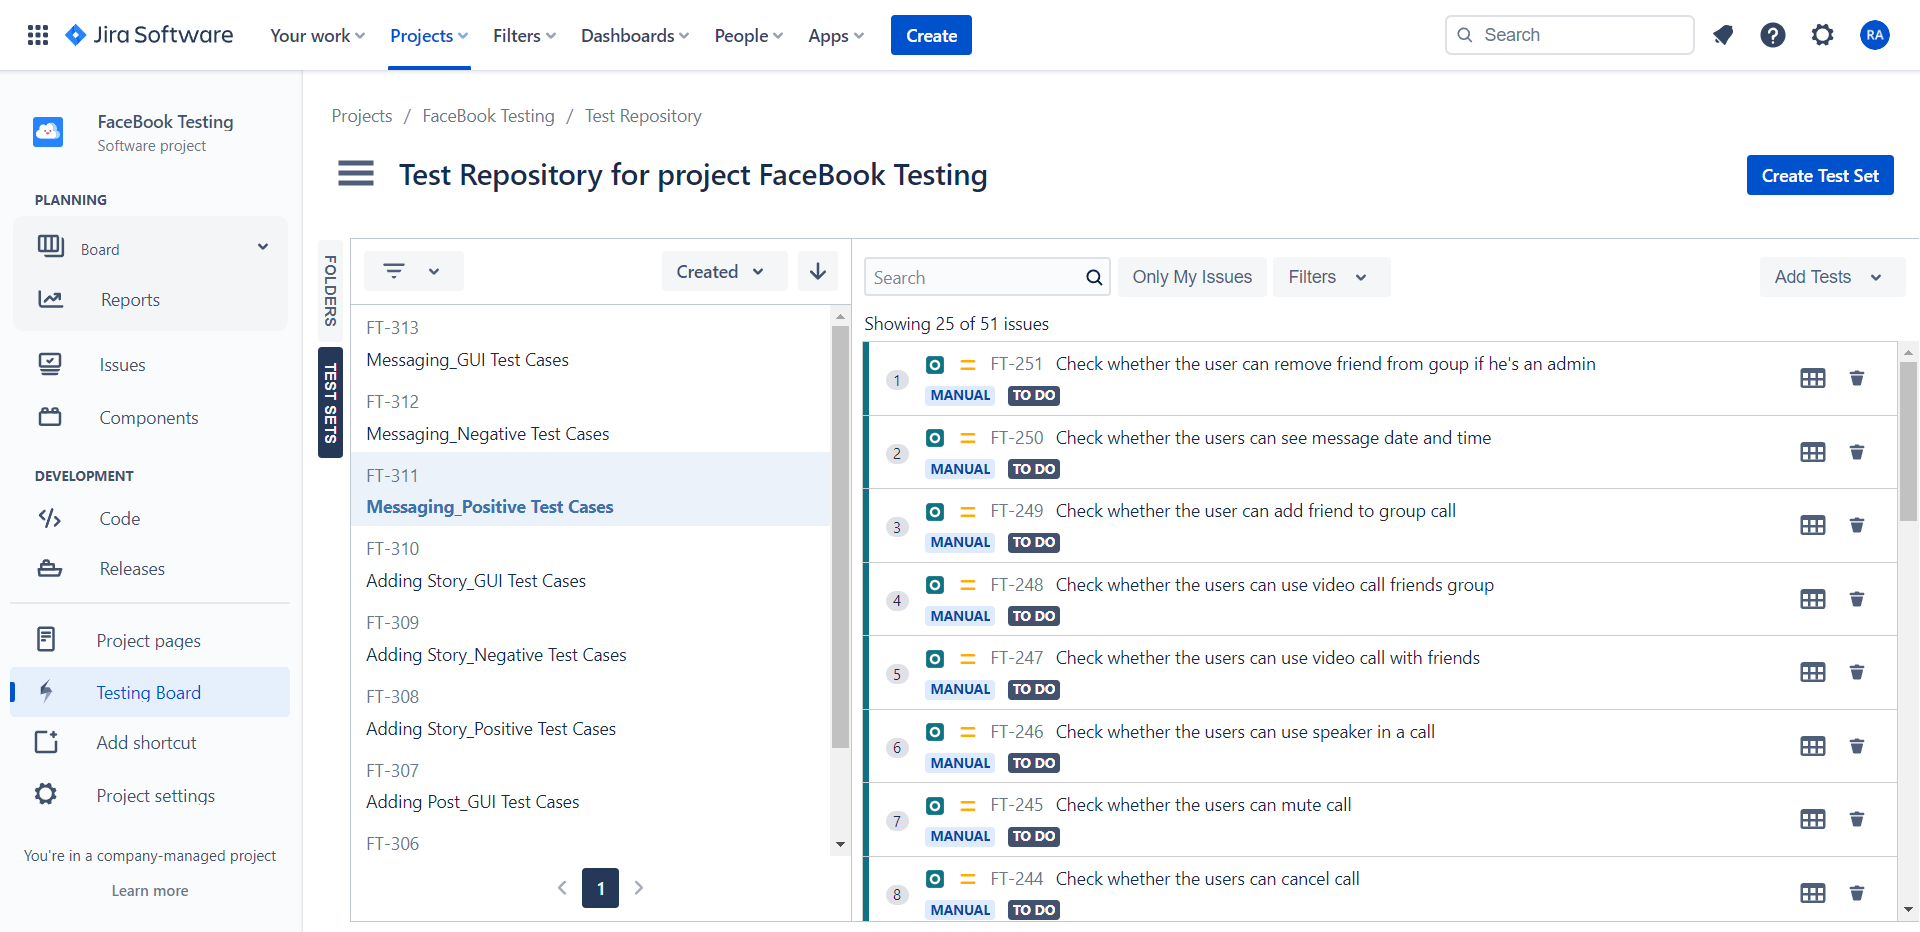 Jira Software
Your work
Projects
Filters
Dashboards
People
Apps
Create
Search
RA
FaceBook Testing
Software project
PLANNING
Board
Reports
Issues
Components
DEVELOPMENT
Code
Releases
Project pages
Testing Board
Add shortcut
Project settings
You're in a company-managed project
Learn more
Projects / FaceBook Testing / Test Repository
Test Repository for project FaceBook Testing
Create Test Set
FOLDERS
TEST SETS
Created
FT-313
Messaging_GUI Test Cases
FT-312
Messaging_Negative Test Cases
FT-311
Messaging_Positive Test Cases
FT-310
Adding Story_GUI Test Cases
FT-309
Adding Story_Negative Test Cases
FT-308
Adding Story_Positive Test Cases
FT-307
Adding Post_GUI Test Cases
FT-306
1
Search
Only My Issues
Filters
Add Tests
Showing 25 of 51 issues
1 FT-251 Check whether the user can remove friend from goup if he's an admin
MANUAL TO DO
2 FT-250 Check whether the users can see message date and time
MANUAL TO DO
3 FT-249 Check whether the user can add friend to group call
MANUAL TO DO
4 FT-248 Check whether the users can use video call friends group
MANUAL TO DO
5 FT-247 Check whether the users can use video call with friends
MANUAL TO DO
6 FT-246 Check whether the users can use speaker in a call
MANUAL TO DO
7 FT-245 Check whether the users can mute call
MANUAL TO DO
8 FT-244 Check whether the users can cancel call
MANUAL TO DO